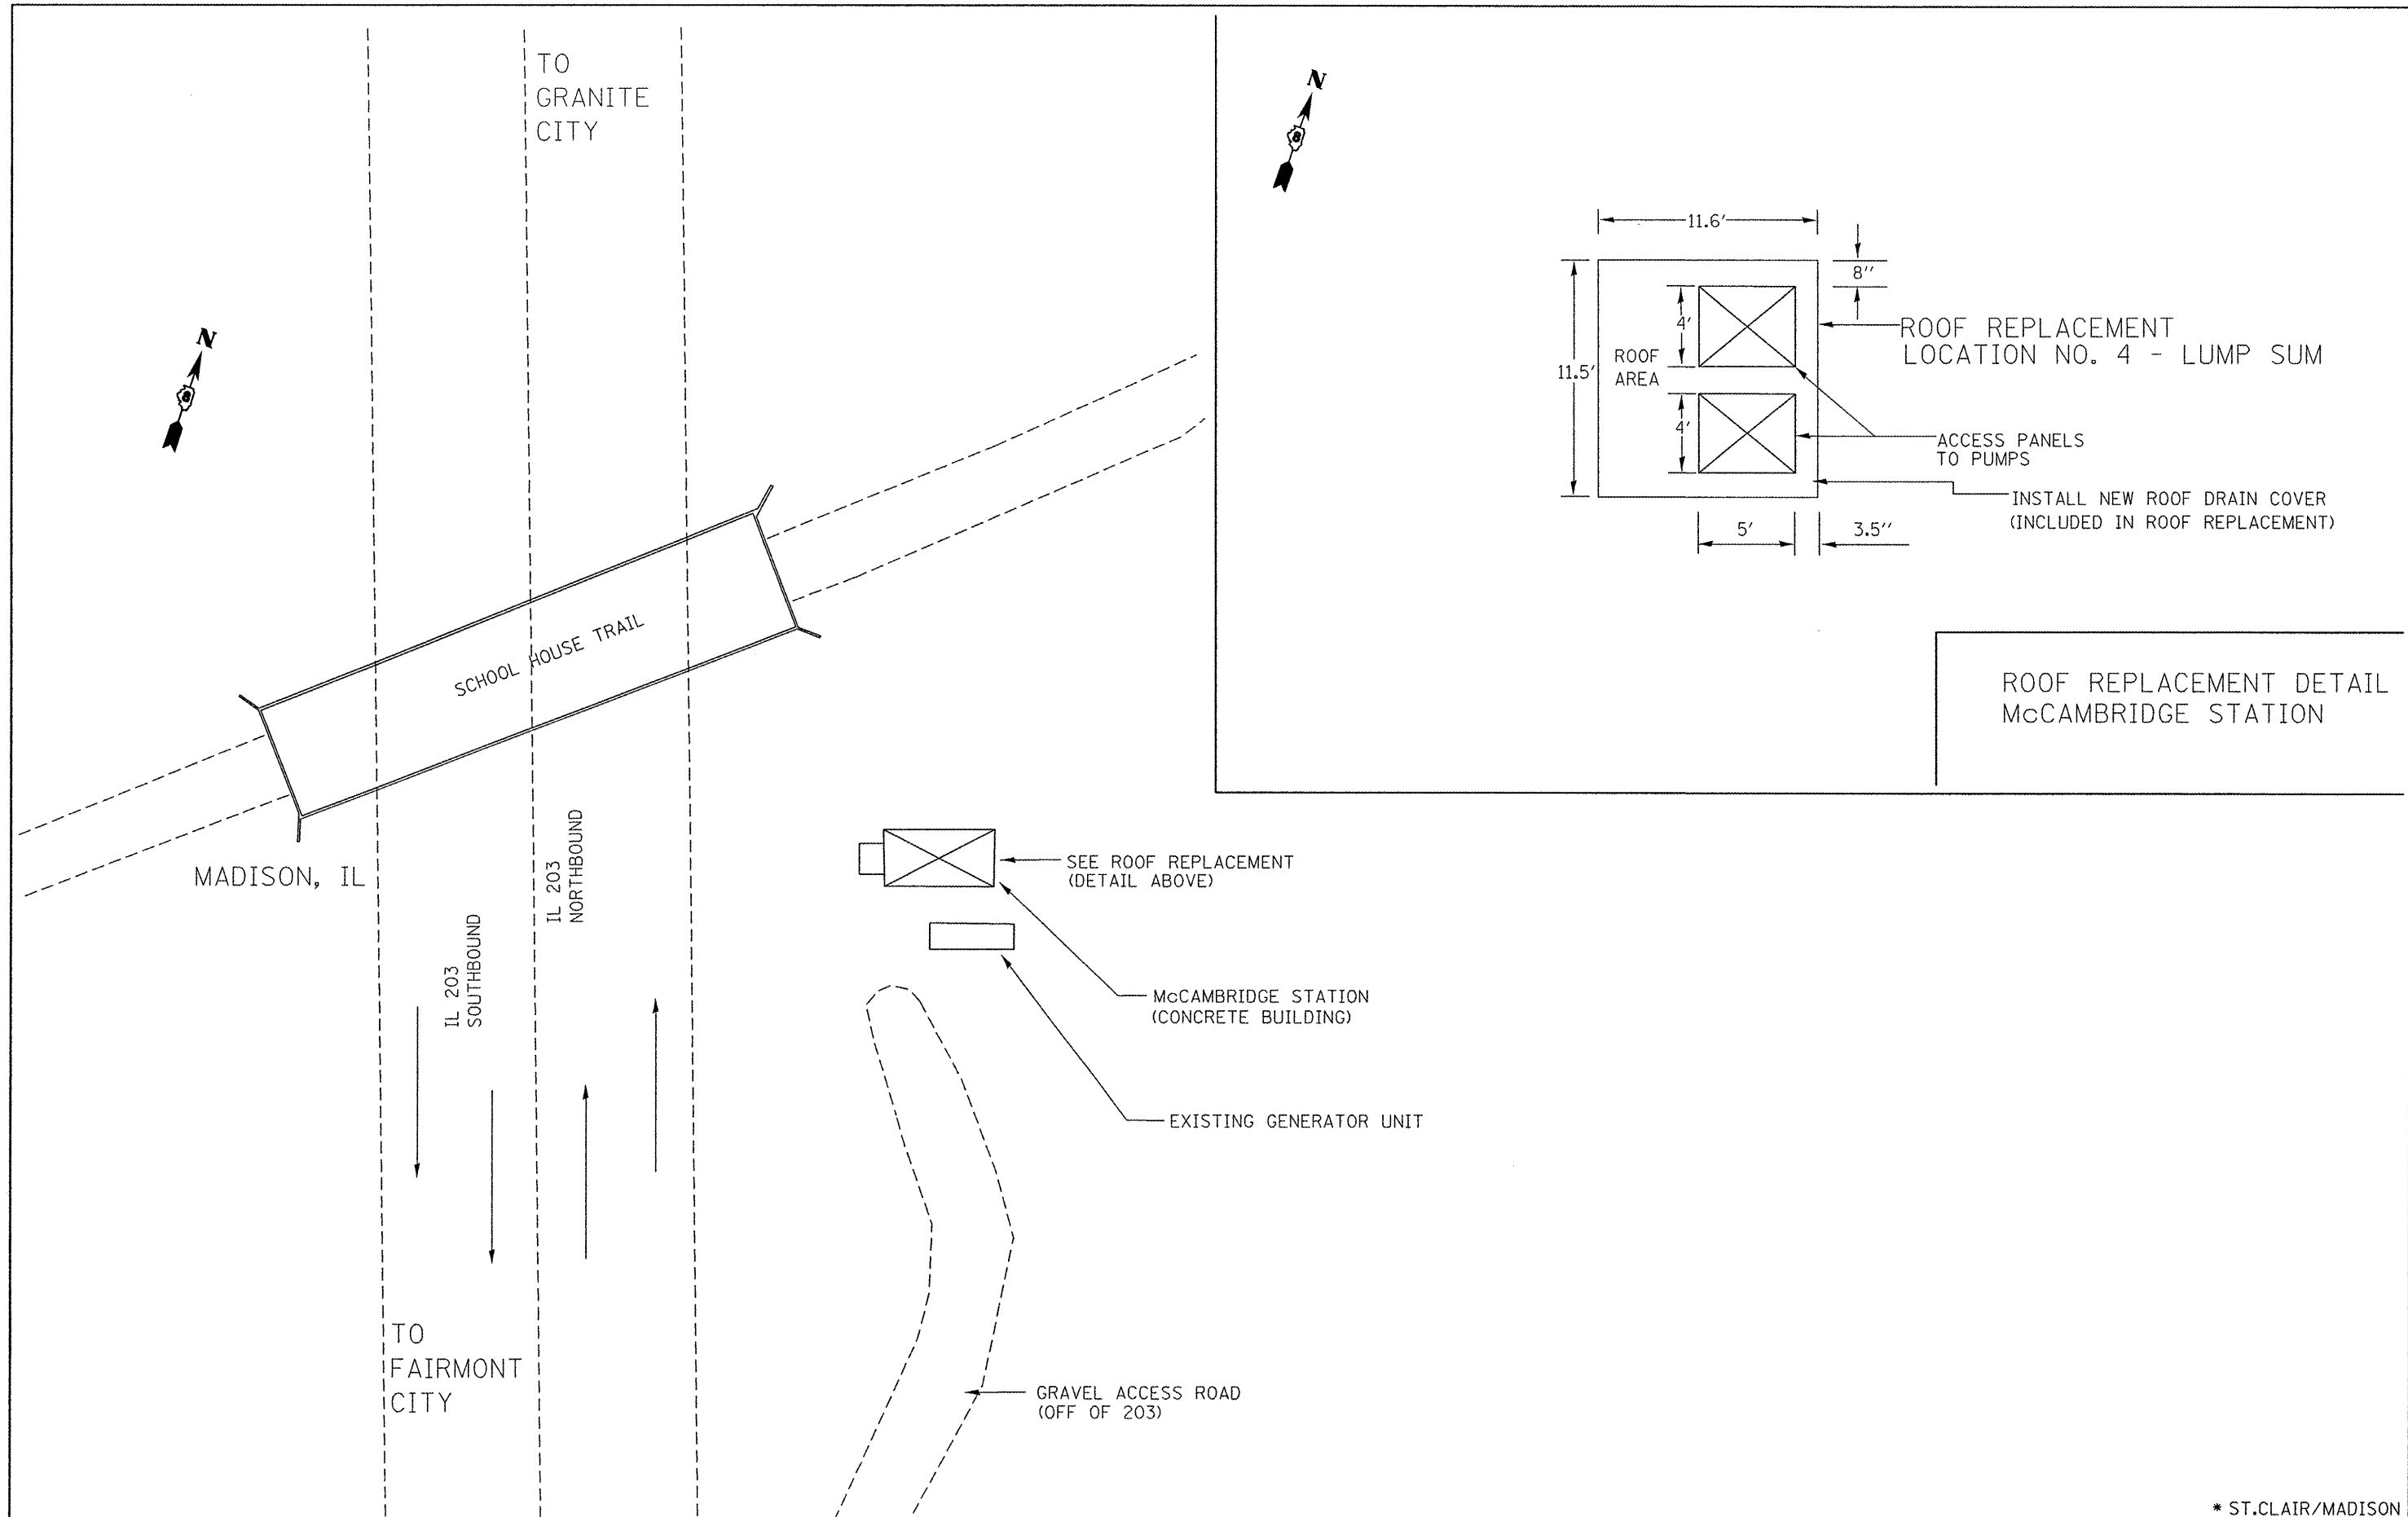 TO
GRANITE
CITY
N
8
SCHOOL HOUSE TRAIL
MADISON, IL
IL 203
SOUTHBOUND
IL 203
NORTHBOUND
TO
FAIRMONT
CITY
SEE ROOF REPLACEMENT
(DETAIL ABOVE)
McCAMBRIDGE STATION
(CONCRETE BUILDING)
EXISTING GENERATOR UNIT
GRAVEL ACCESS ROAD
(OFF OF 203)
N
8
11.6'
8''
4'
11.5'
ROOF
AREA
4'
ROOF REPLACEMENT
LOCATION NO. 4 - LUMP SUM
ACCESS PANELS
TO PUMPS
INSTALL NEW ROOF DRAIN COVER
(INCLUDED IN ROOF REPLACEMENT)
5'
3.5''
ROOF REPLACEMENT DETAIL
McCAMBRIDGE STATION
* ST.CLAIR/MADISON